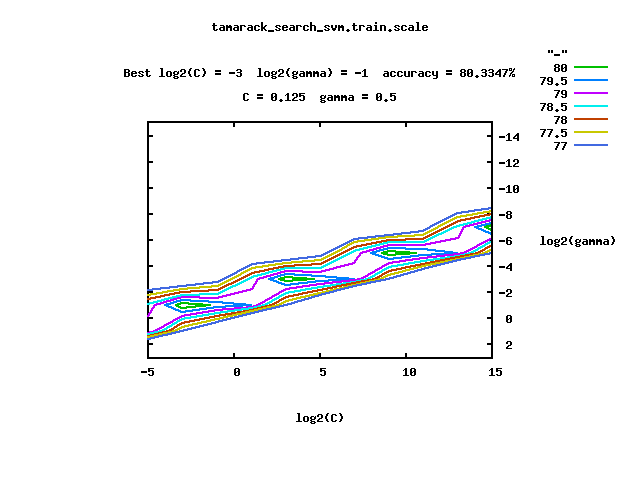 tamarack_search_svm.train.scale
"-"
Best log2(C) = -3 log2(gamma) = -1 accuracy = 80.3347%
C = 0.125 gamma = 0.5
80
79.5
79
78.5
78
77.5
77
-14
-12
-10
-8
-6
-4
-2
0
2
log2(gamma)
-5 0 5 10 15
log2(C)